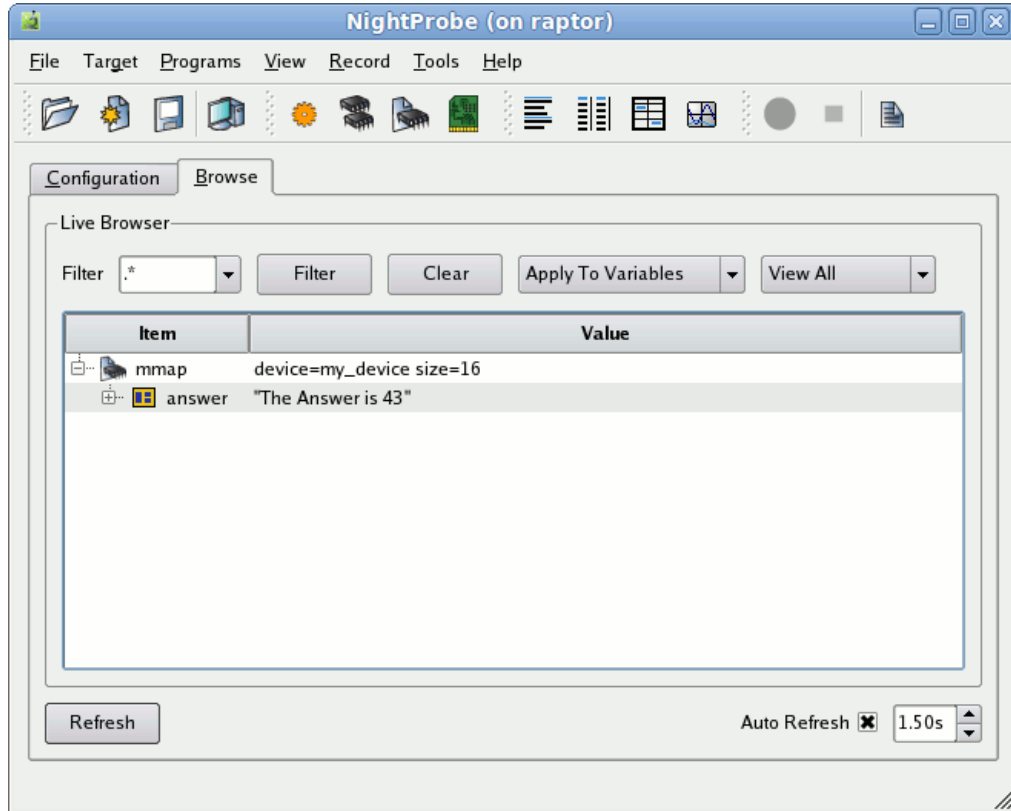 NightProbe (on raptor)
File Target Programs View Record Tools Help
Configuration Browse
Live Browser
Filter .* Filter Clear Apply To Variables View All
Item Value
mmap device=my_device size=16
answer "The Answer is 43"
Refresh Auto Refresh 1.50s